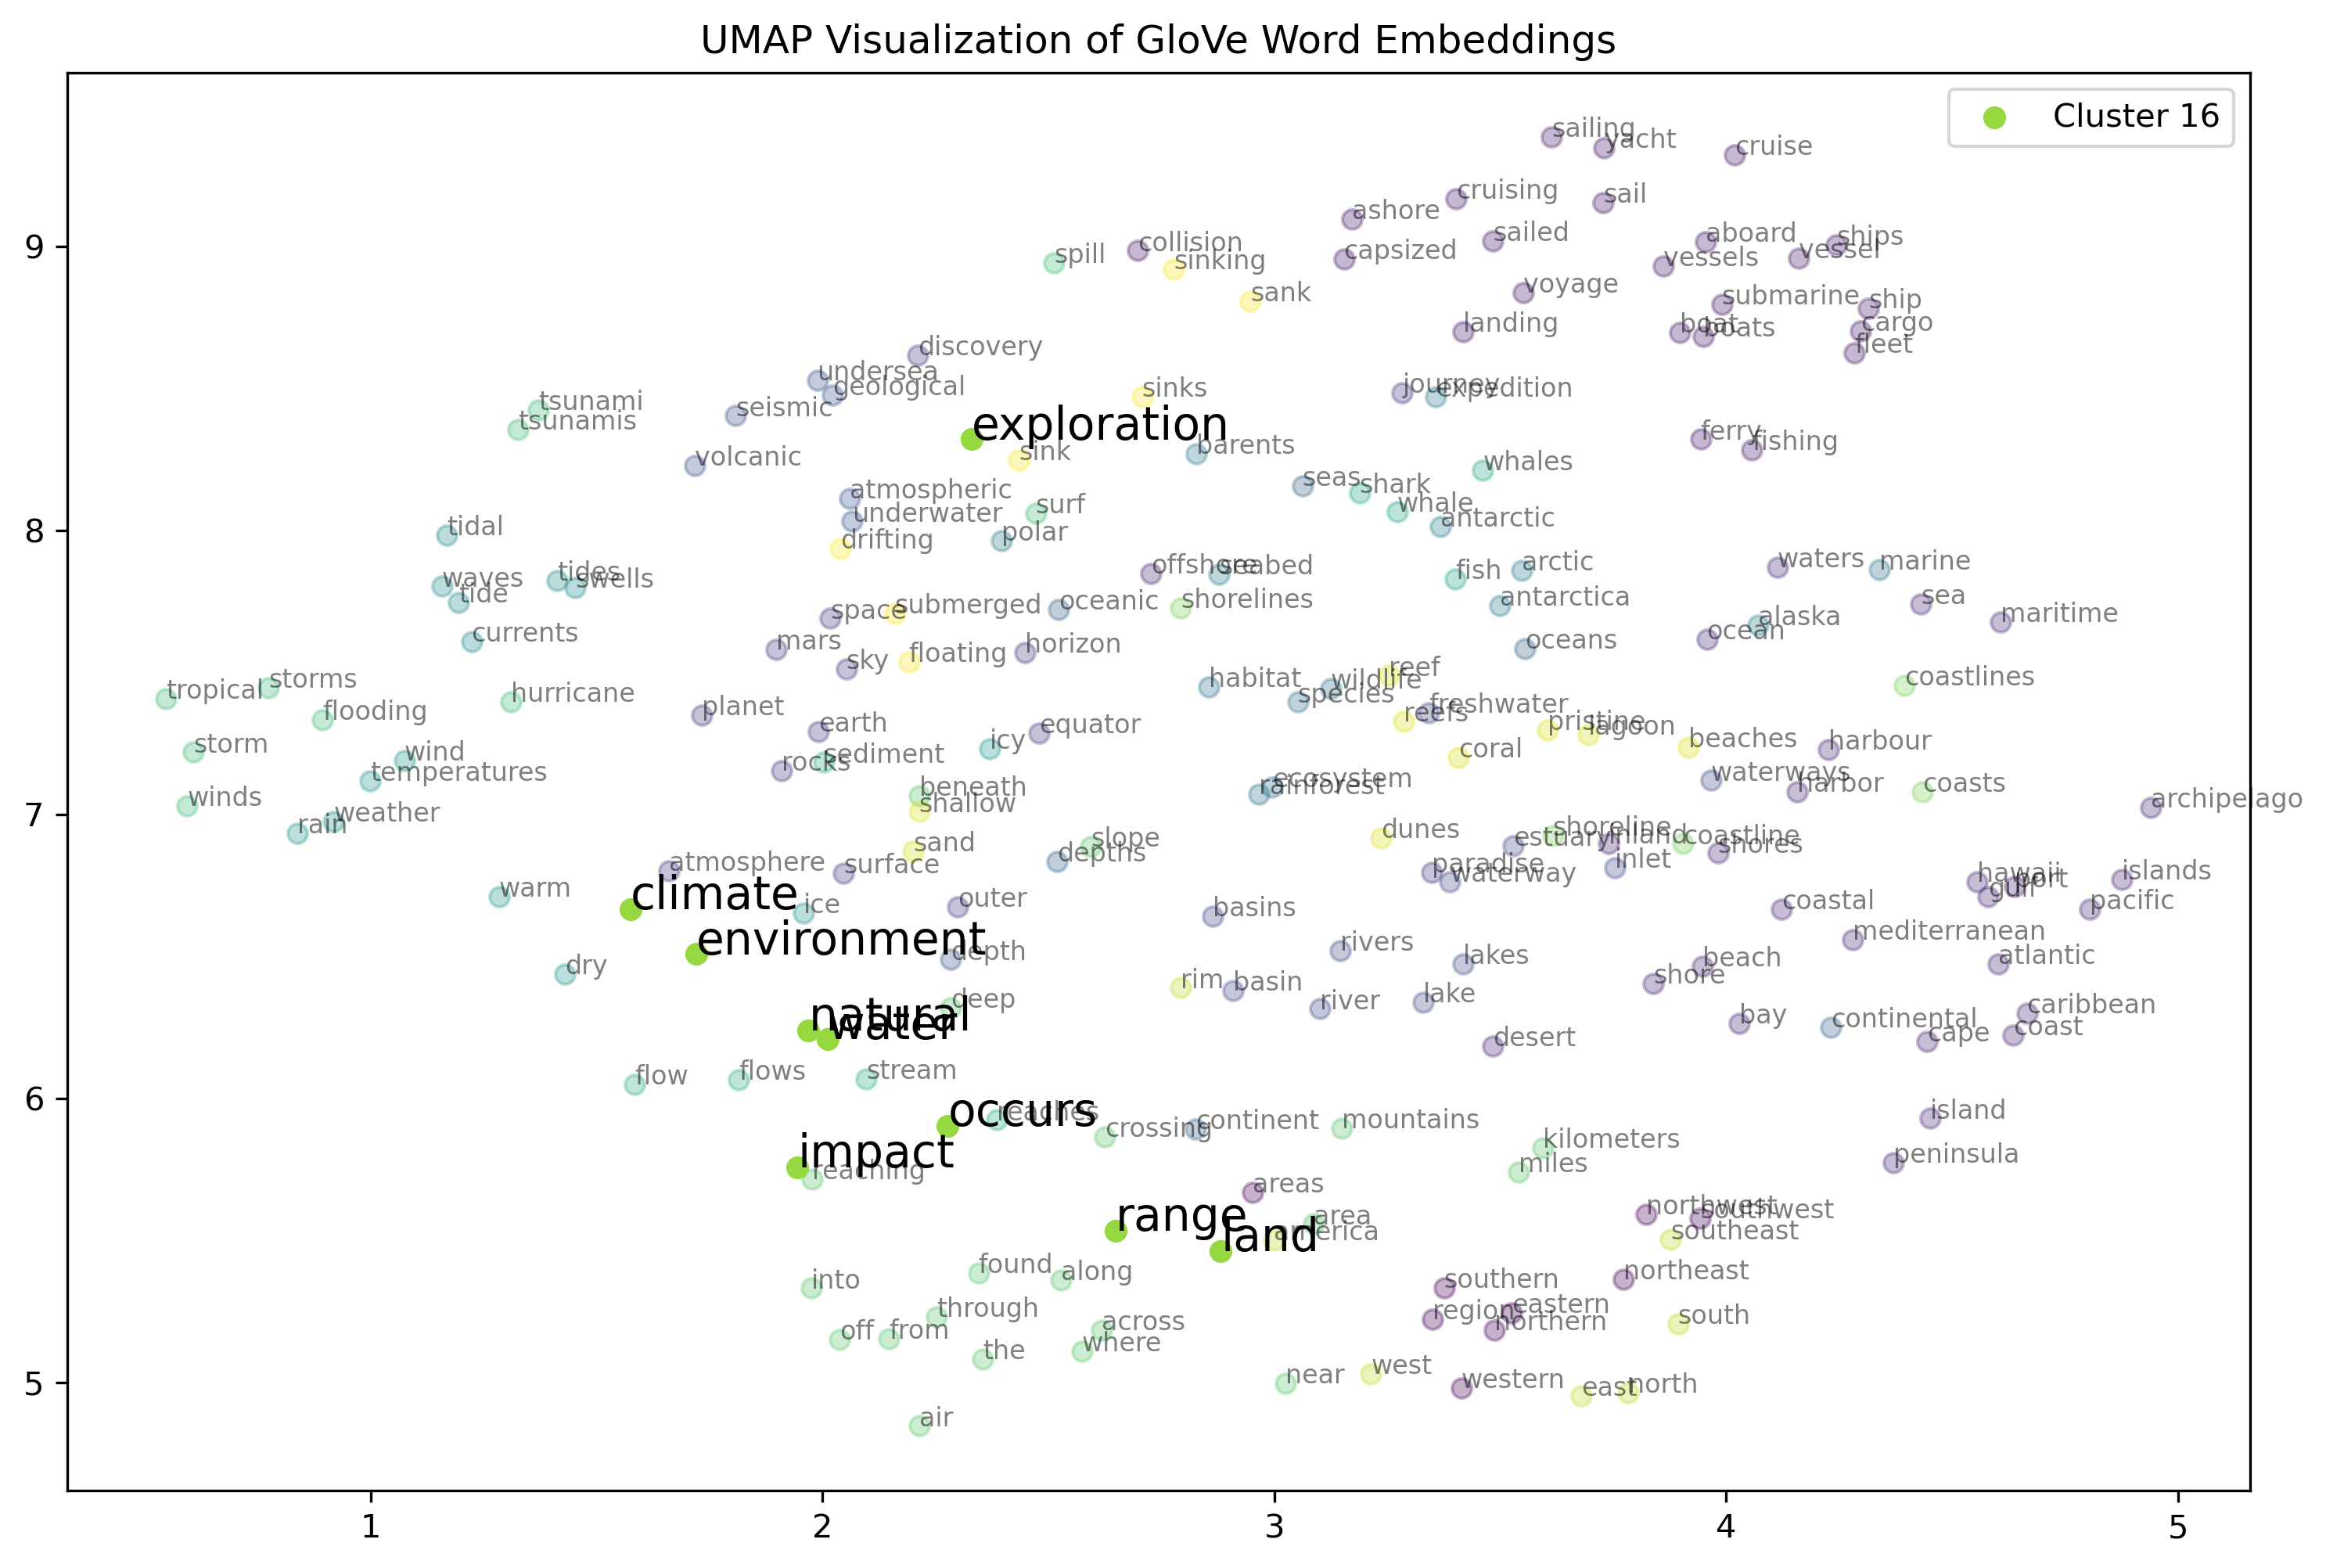 UMAP Visualization of GloVe Word Embeddings
Cluster 16
sailing
yacht
cruise
cruising
sail
ashore
sailed
aboard
ships
collision
capsized
vessel
spill
sinking
vessels
voyage
sank
submarine
ship
landing
boat
boats
cargo
fleet
discovery
undersea
geological
sinks
journey
expedition
tsunami
tsunamis
seismic
exploration
ferry
fishing
sink
barents
volcanic
whales
seas
shark
atmospheric
whale
underwater
surf
antarctic
tidal
drifting
polar
waves
tides
swells
tide
offshore
seabed
fish
arctic
waters
marine
space
submerged
oceanic
shorelines
antarctica
sea
maritime
currents
mars
sky
floating
horizon
oceans
ocean
alaska
tropical
storms
hurricane
habitat
wildlife
species
reef
coastlines
flooding
planet
earth
equator
reefs
freshwater
pristine
lagoon
storm
wind
temperatures
rocks
sediment
icy
coral
beaches
harbour
winds
weather
rain
beneath
shallow
rainforest
ecosystem
waterways
harbor
coasts
archipelago
sand
slope
depths
dunes
estuary
shoreline
inland
coastline
shores
atmosphere
surface
paradise
waterway
inlet
warm
climate
ice
outer
basins
coastal
hawaii
gulf
port
islands
pacific
environment
depth
rivers
lakes
beach
shore
mediterranean
atlantic
dry
deep
rim
basin
river
lake
natural
water
bay
continental
cape
caribbean
coast
desert
flow
flows
stream
occurs
reaches
crossing
continent
mountains
kilometers
miles
island
peninsula
impact
reaching
areas
area
america
range
land
northwest
southwest
southeast
into
found
along
southern
northeast
off
from
through
the
across
where
region
eastern
northern
south
near
west
western
east
north
air
9
8
7
6
5
1
2
3
4
5